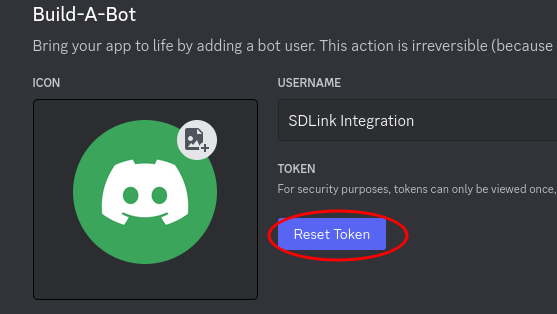 Build-A-Bot
Bring your app to life by adding a bot user. This action is irreversible (because
ICON
USERNAME
SDLink Integration
TOKEN
For security purposes, tokens can only be viewed once,
Reset Token